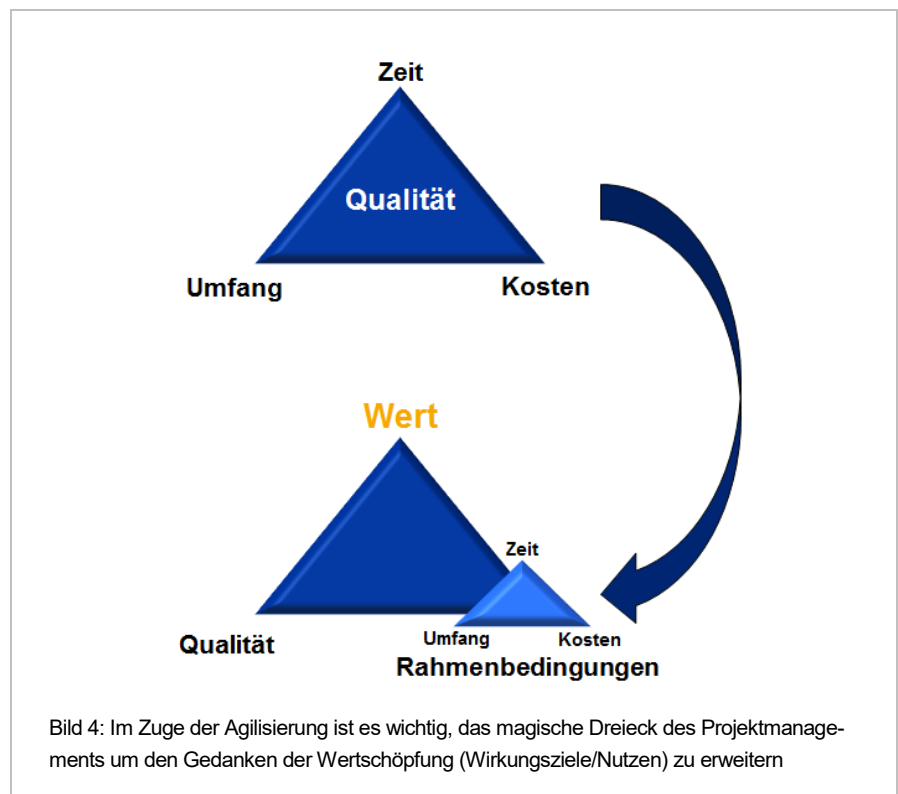 Zeit
Qualität
Umfang
Kosten
Wert
Zeit
Umfang
Kosten
Qualität
Rahmenbedingungen
Bild 4: Im Zuge der Agilisierung ist es wichtig, das magische Dreieck des Projektmanage-
ments um den Gedanken der Wertschöpfung (Wirkungsziele/Nutzen) zu erweitern